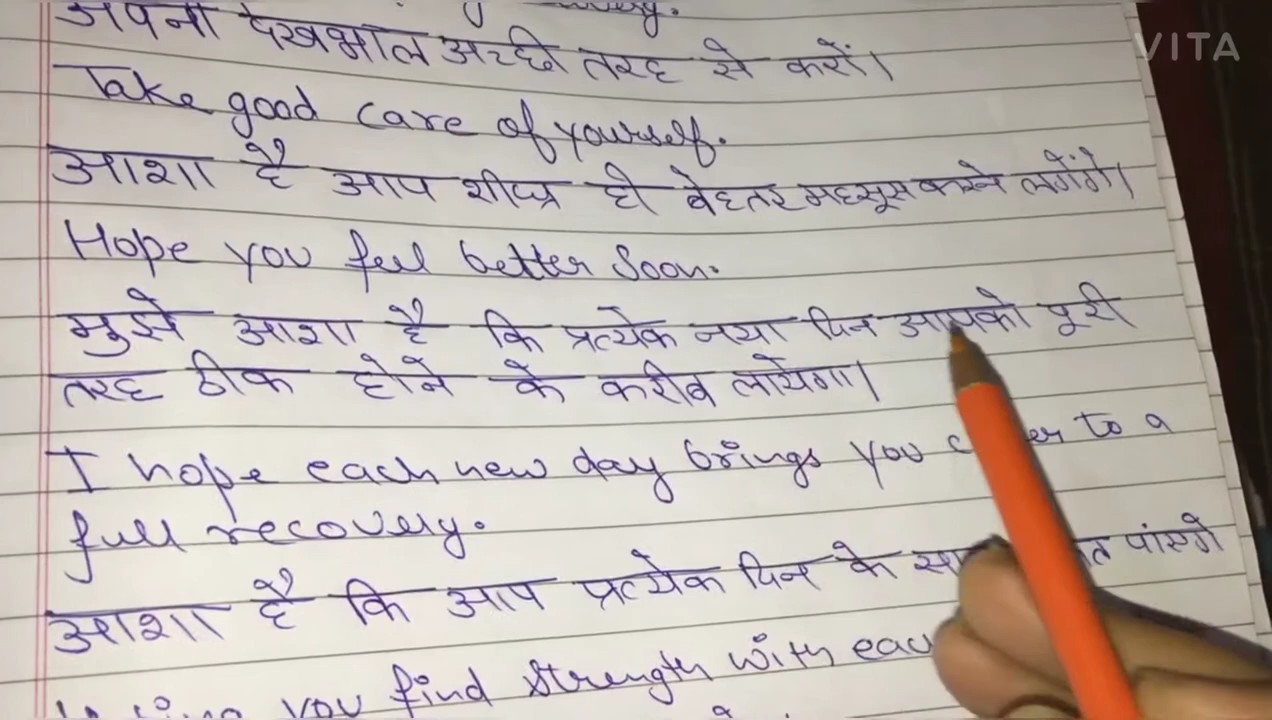 VITA
अपनी देखभाल अच्छी तरह से करों।
Take good care of yourself.
आशा है आप शीघ्र ही बेहतर महसूस करने लगेंगे।
Hope you feel better soon.
मुझे आशा है कि प्रत्येक नया दिन आपको पूरी
तरह ठीक होने के करीब लायेगा।
I hope each new day brings you to a
full recovery.
आशा है कि आप प्रत्येक दिन के पांएगे
you find strength with